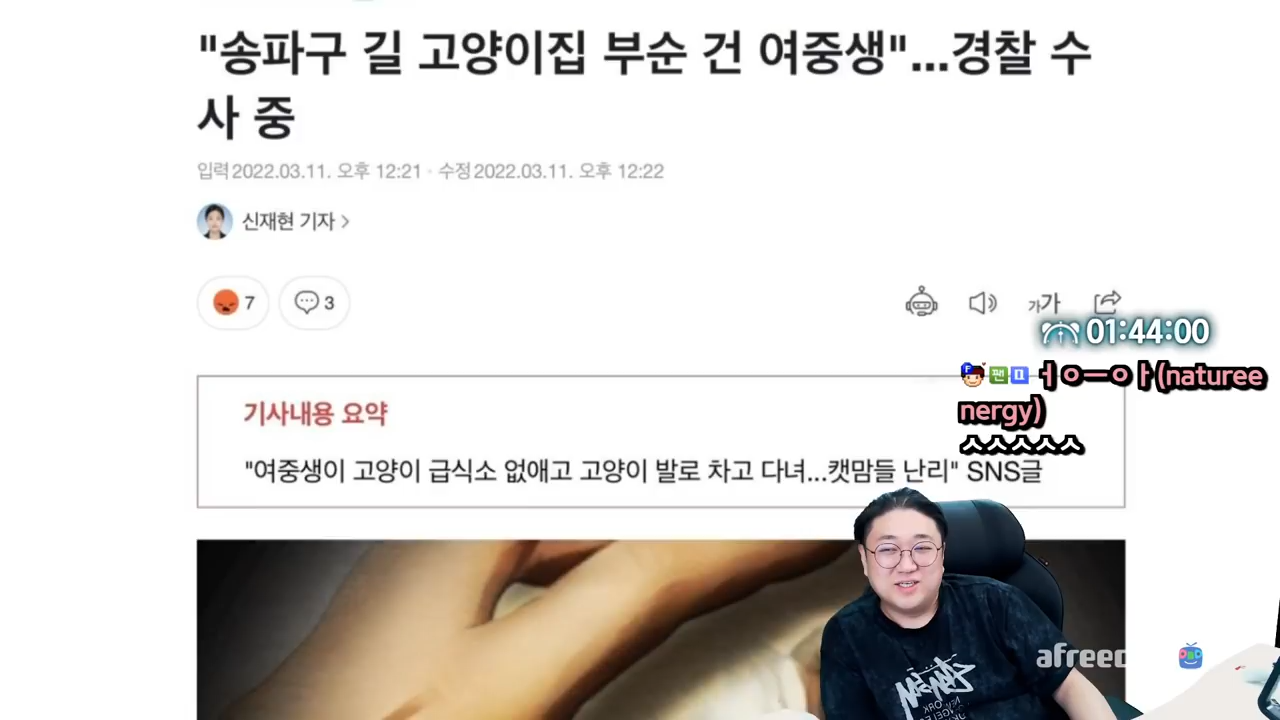 "송파구 길 고양이집 부순 건 여중생"...경찰 수
사 중
입력 2022.03.11. 오후 12:21 · 수정 2022.03.11. 오후 12:22
신재현 기자
7
3
가가
01:44:00
F 팬 ㅓㅇㅡㅇㅏ(naturee
nergy)
ㅅㅅㅅㅅㅅ
기사내용 요약
"여중생이 고양이 급식소 없애고 고양이 발로 차고 다녀...캣맘들 난리" SNS글
afreec